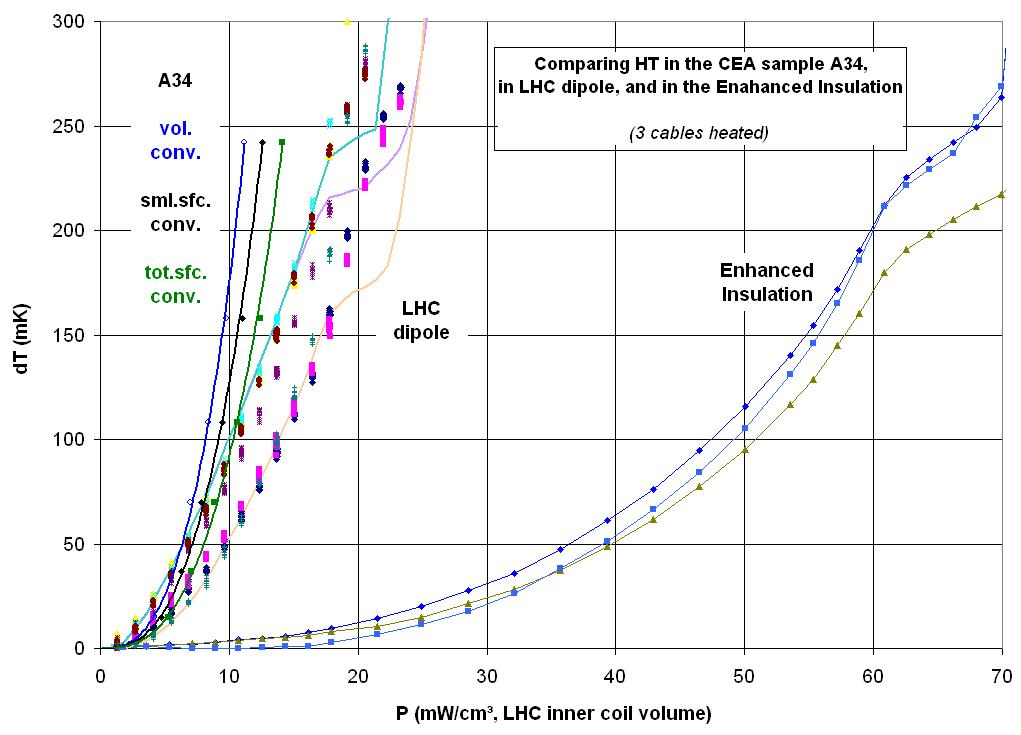 Comparing HT in the CEA sample A34,
in LHC dipole, and in the Enahanced Insulation
(3 cables heated)
A34
vol.
conv.
sml.sfc.
conv.
tot.sfc.
conv.
LHC
dipole
Enhanced
Insulation
dT (mK)
300
250
200
150
100
50
0
0 10 20 30 40 50 60 70
P (mW/cm³, LHC inner coil volume)